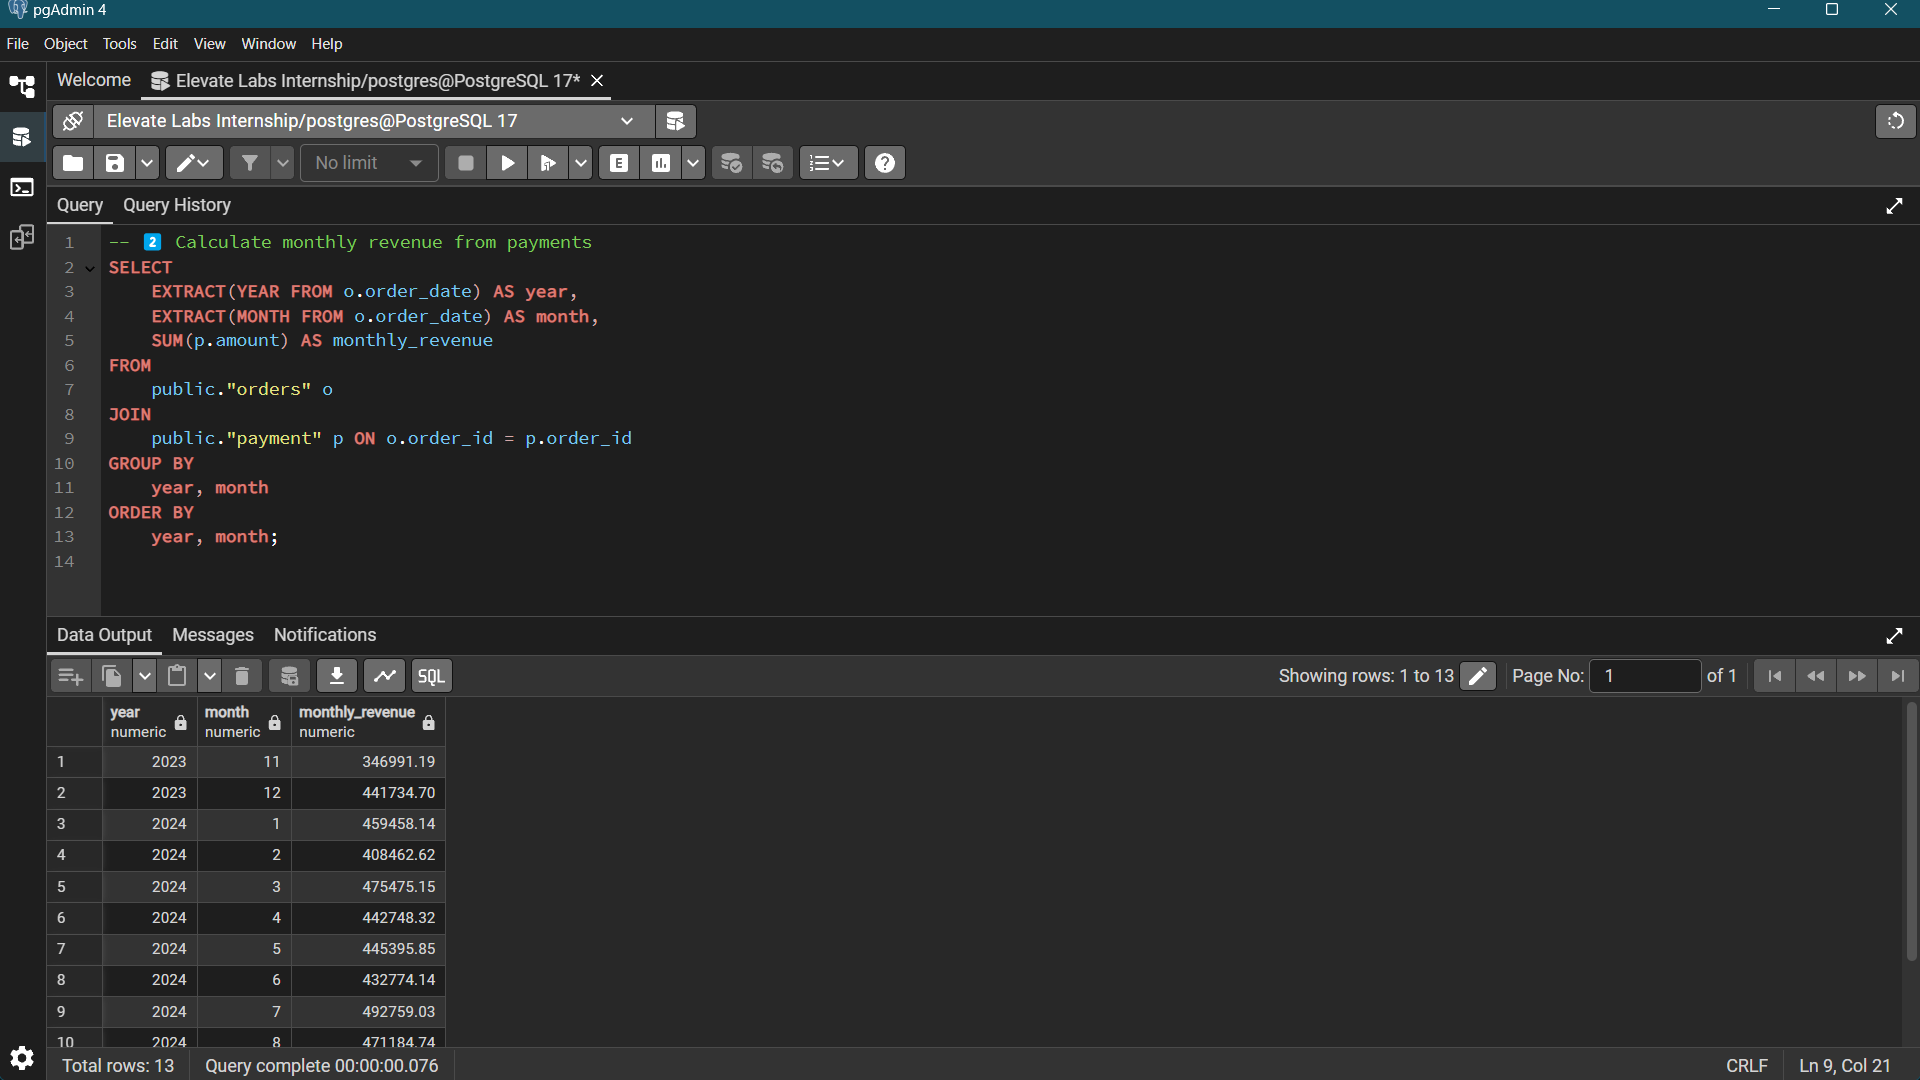 pgAdmin 4
File Object Tools Edit View Window Help
Welcome Elevate Labs Internship/postgres@PostgreSQL 17*
Elevate Labs Internship/postgres@PostgreSQL 17
No limit
E
Query Query History
1 -- 2 Calculate monthly revenue from payments
2 SELECT
3 EXTRACT(YEAR FROM o.order_date) AS year,
4 EXTRACT(MONTH FROM o.order_date) AS month,
5 SUM(p.amount) AS monthly_revenue
6 FROM
7 public."orders" o
8 JOIN
9 public."payment" p ON o.order_id = p.order_id
10 GROUP BY
11 year, month
12 ORDER BY
13 year, month;
14
Data Output Messages Notifications
SQL Showing rows: 1 to 13 Page No: 1 of 1
year month monthly_revenue
numeric numeric numeric
1 2023 11 346991.19
2 2023 12 441734.70
3 2024 1 459458.14
4 2024 2 408462.62
5 2024 3 475475.15
6 2024 4 442748.32
7 2024 5 445395.85
8 2024 6 432774.14
9 2024 7 492759.03
10 2024 8 471184.74
Total rows: 13 Query complete 00:00:00.076 CRLF Ln 9, Col 21